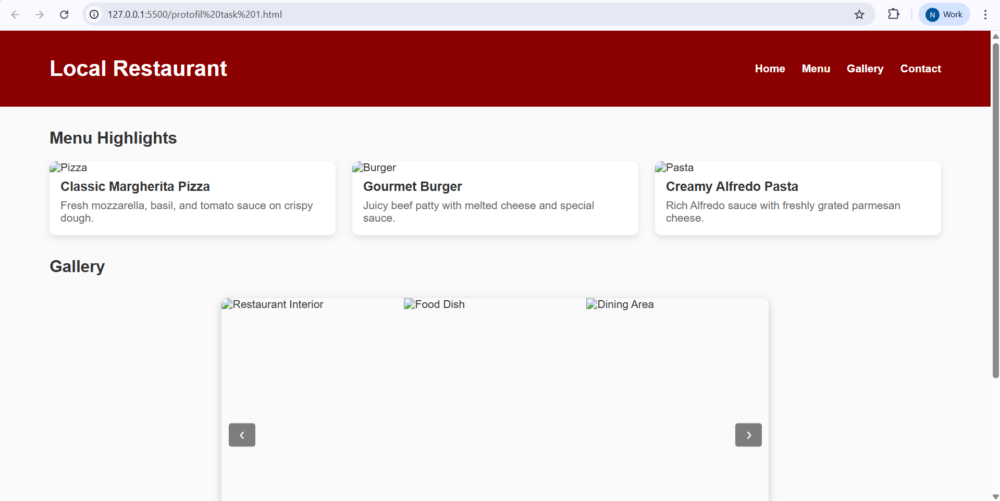 127.0.0.1:5500/protofil%20task%201.html
N Work
Local Restaurant
Home Menu Gallery Contact
Menu Highlights
Pizza
Classic Margherita Pizza
Fresh mozzarella, basil, and tomato sauce on crispy
dough.
Burger
Gourmet Burger
Juicy beef patty with melted cheese and special
sauce.
Pasta
Creamy Alfredo Pasta
Rich Alfredo sauce with freshly grated parmesan
cheese.
Gallery
Restaurant Interior
Food Dish
Dining Area
‹
›